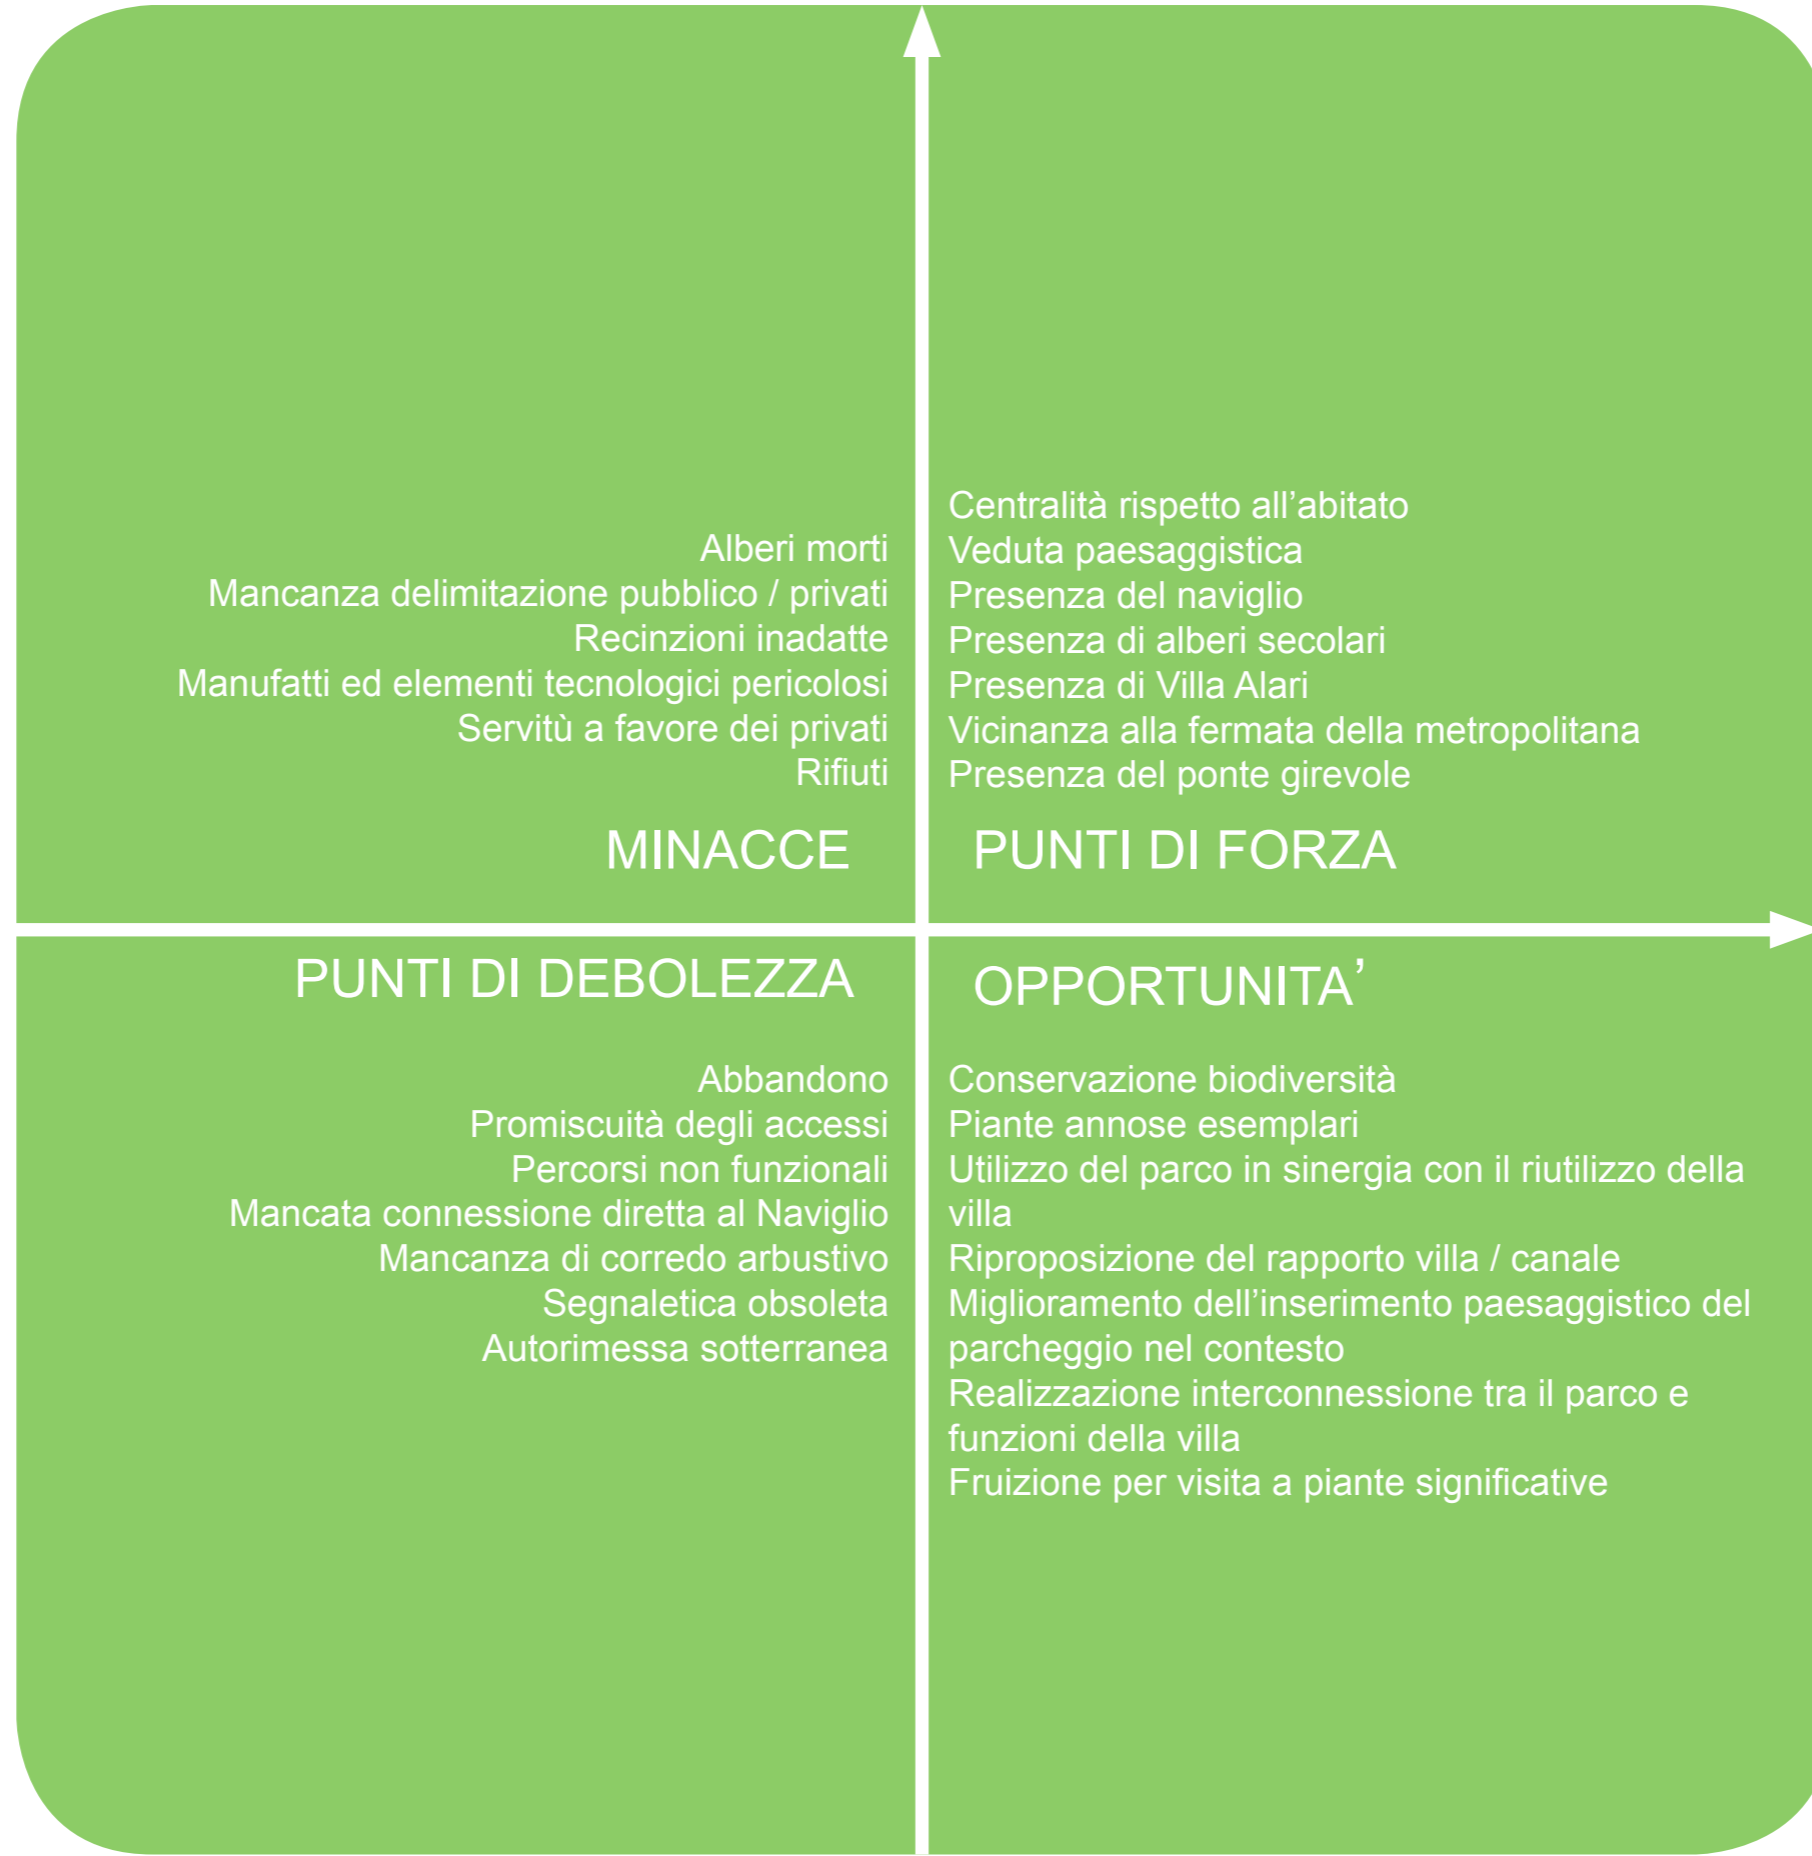 Alberi morti
Mancanza delimitazione pubblico / privati
Recinzioni inadatte
Manufatti ed elementi tecnologici pericolosi
Servitù a favore dei privati
Rifiuti
MINACCE
Centralità rispetto all’abitato
Veduta paesaggistica
Presenza del naviglio
Presenza di alberi secolari
Presenza di Villa Alari
Vicinanza alla fermata della metropolitana
Presenza del ponte girevole
PUNTI DI FORZA
PUNTI DI DEBOLEZZA
Abbandono
Promiscuità degli accessi
Percorsi non funzionali
Mancata connessione diretta al Naviglio
Mancanza di corredo arbustivo
Segnaletica obsoleta
Autorimessa sotterranea
OPPORTUNITA’
Conservazione biodiversità
Piante annose esemplari
Utilizzo del parco in sinergia con il riutilizzo della
villa
Riproposizione del rapporto villa / canale
Miglioramento dell’inserimento paesaggistico del
parcheggio nel contesto
Realizzazione interconnessione tra il parco e
funzioni della villa
Fruizione per visita a piante significative